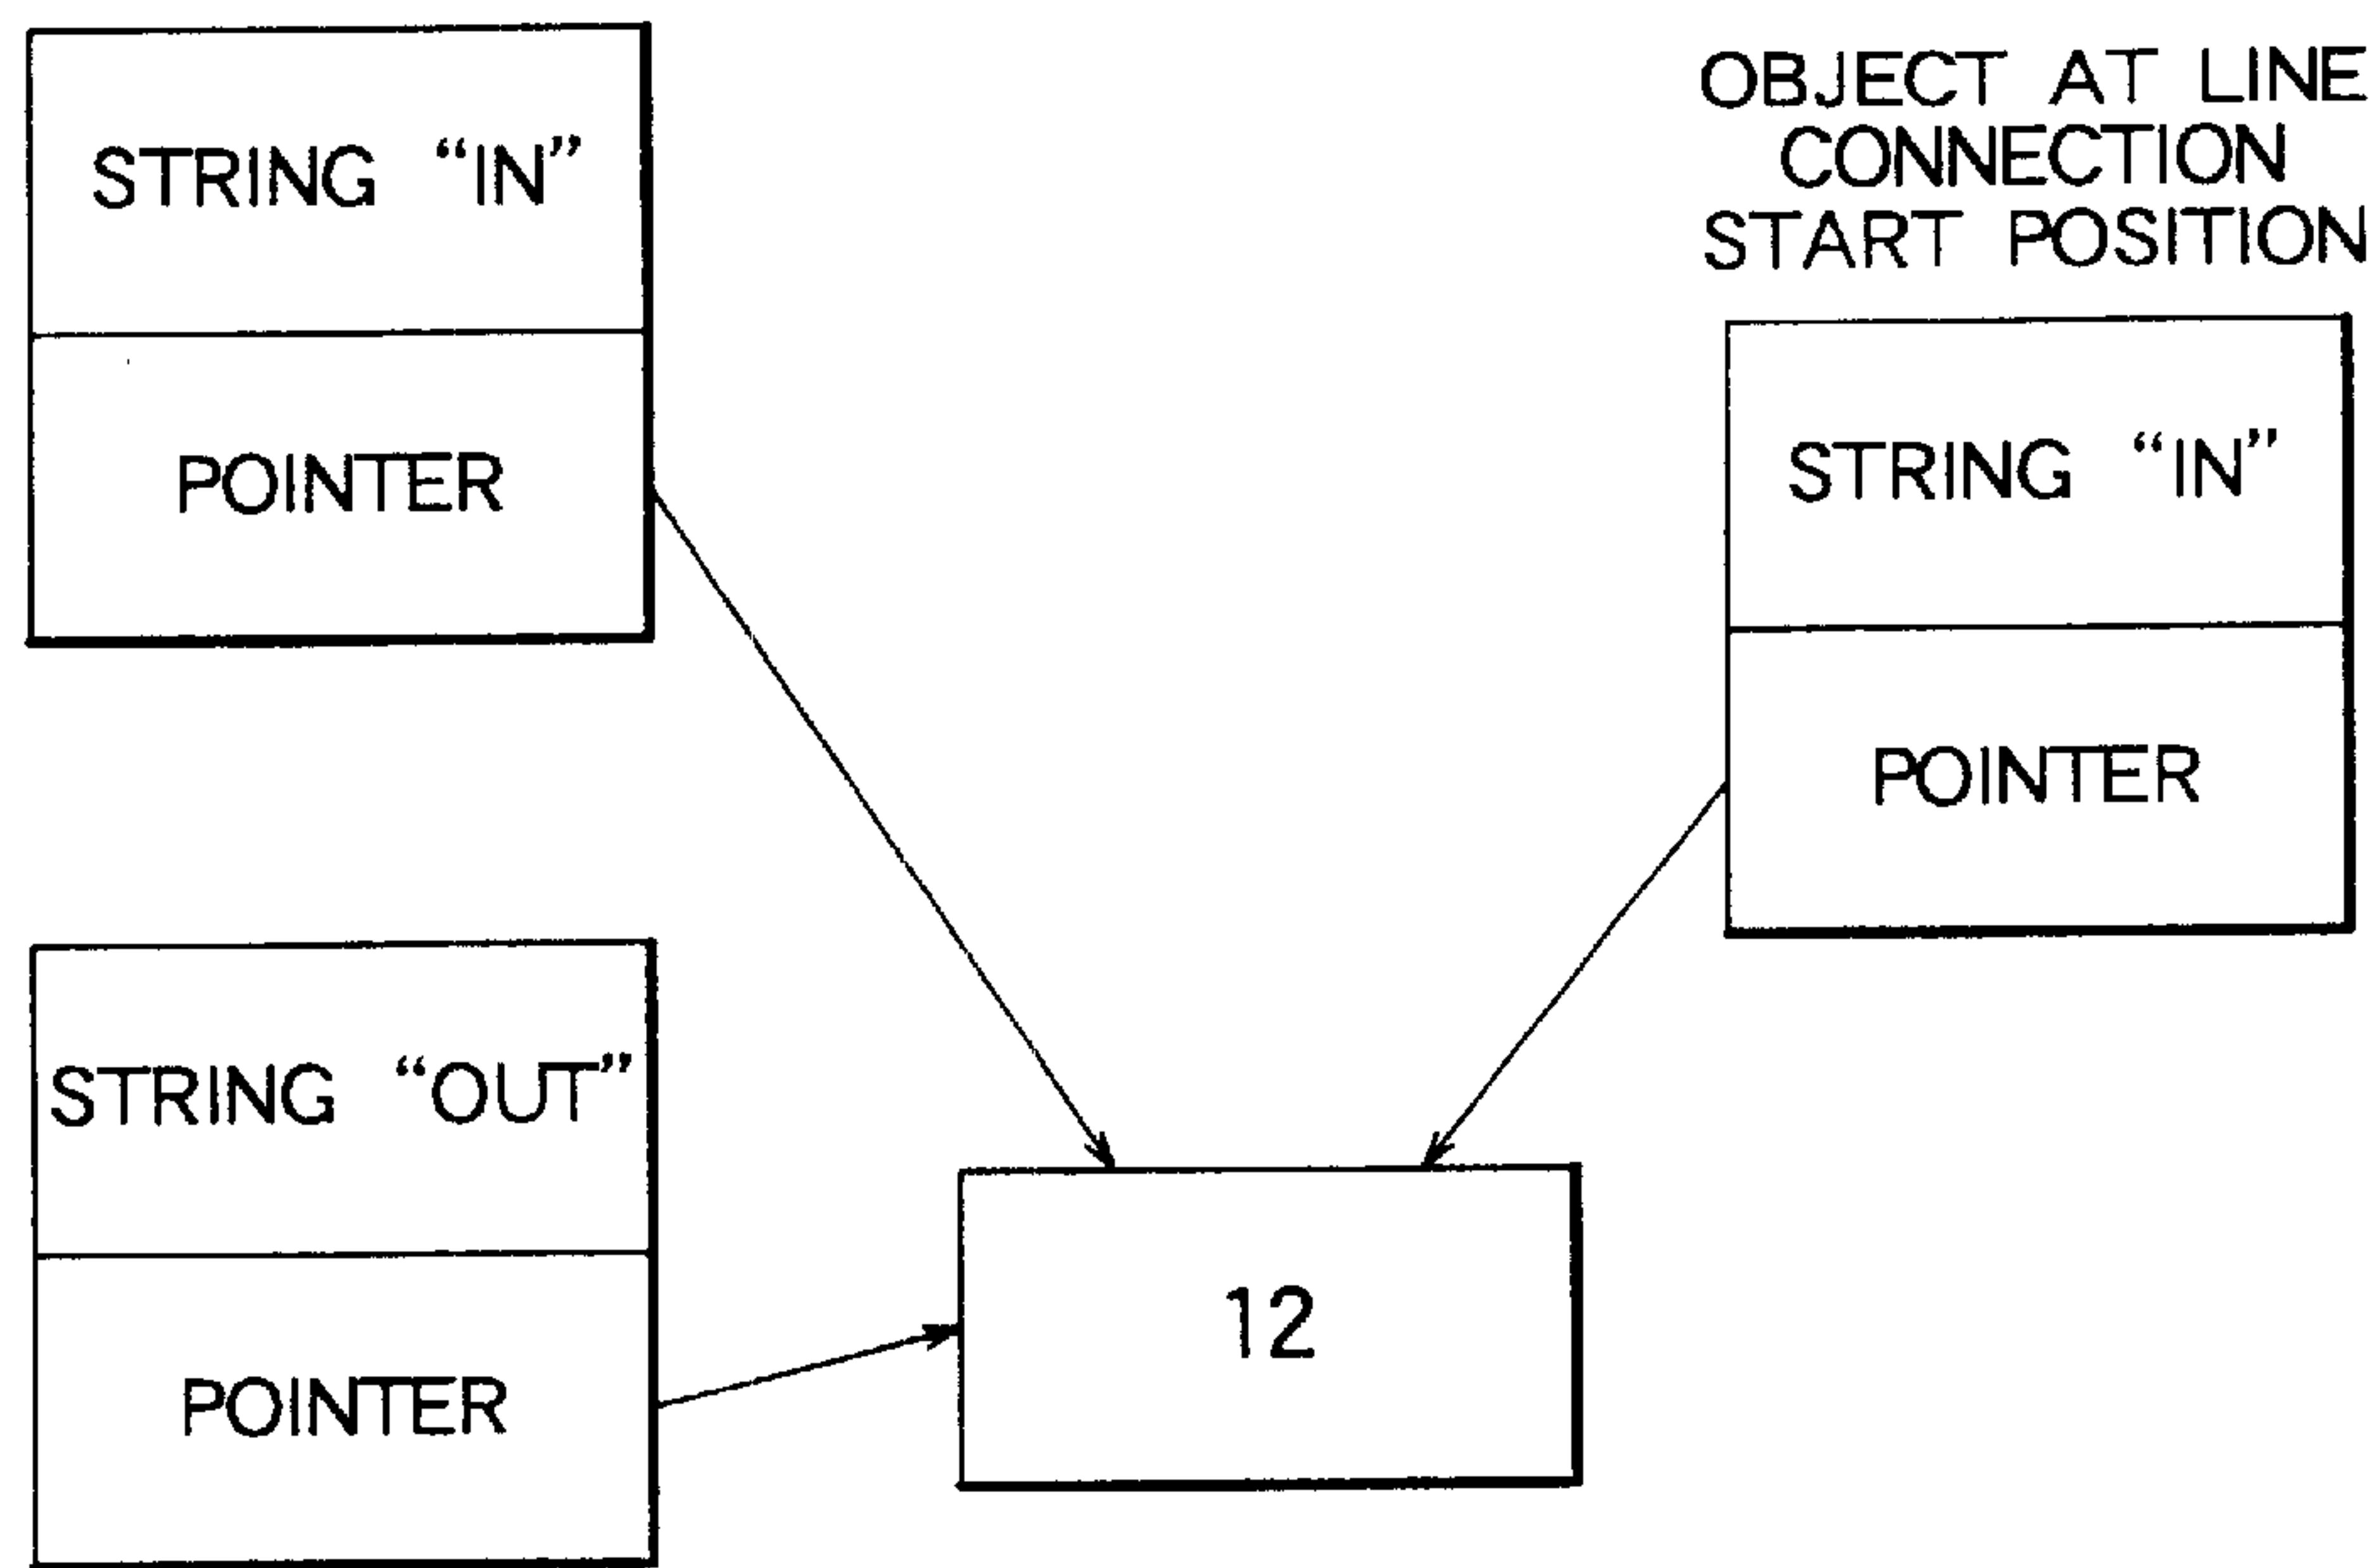 STRING “IN”
POINTER
OBJECT AT LINE
CONNECTION
START POSITION
STRING “IN”
POINTER
STRING “OUT”
POINTER
12